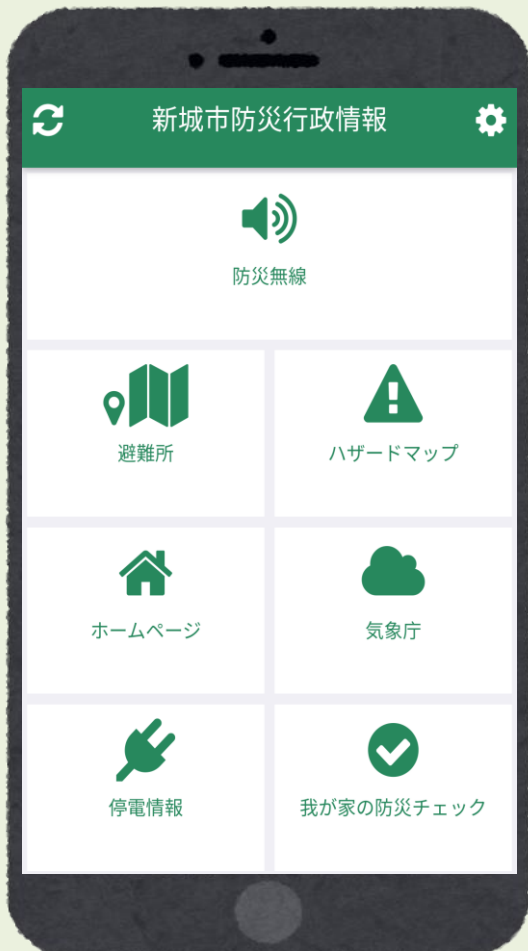 新城市防災行政情報
防災無線
避難所
ハザードマップ
ホームページ
気象庁
停電情報
我が家の防災チェック